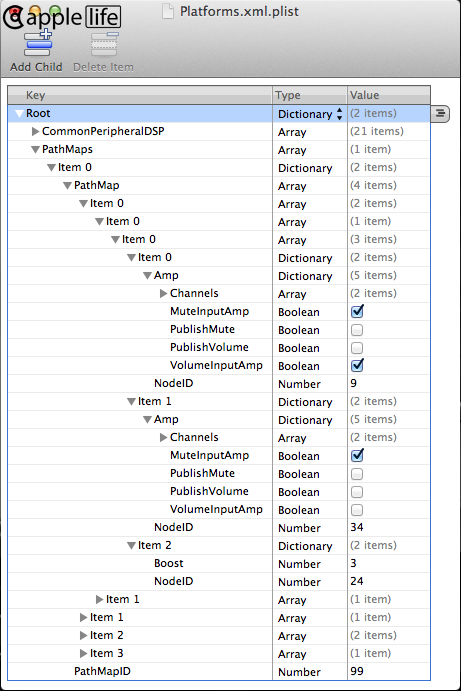 applelife
Platforms.xml.plist
Add Child Delete Item
Key Type Value
Root Dictionary (2 items)
CommonPeripheralDSP Array (21 items)
PathMaps Array (1 item)
Item 0 Dictionary (2 items)
PathMap Array (4 items)
Item 0 Array (2 items)
Item 0 Array (1 item)
Item 0 Array (3 items)
Item 0 Dictionary (2 items)
Amp Dictionary (5 items)
Channels Array (2 items)
MuteInputAmp Boolean
PublishMute Boolean
PublishVolume Boolean
VolumeInputAmp Boolean
NodeID Number 9
Item 1 Dictionary (2 items)
Amp Dictionary (5 items)
Channels Array (2 items)
MuteInputAmp Boolean
PublishMute Boolean
PublishVolume Boolean
VolumeInputAmp Boolean
NodeID Number 34
Item 2 Dictionary (2 items)
Boost Number 3
NodeID Number 24
Item 1 Array (1 item)
Item 1 Array (2 items)
Item 2 Array (2 items)
Item 3 Array (1 item)
PathMapID Number 99